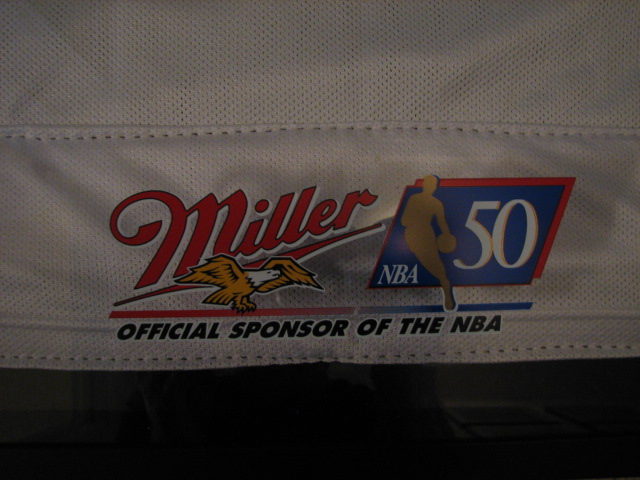 Miller
NBA 50
OFFICIAL SPONSOR OF THE NBA